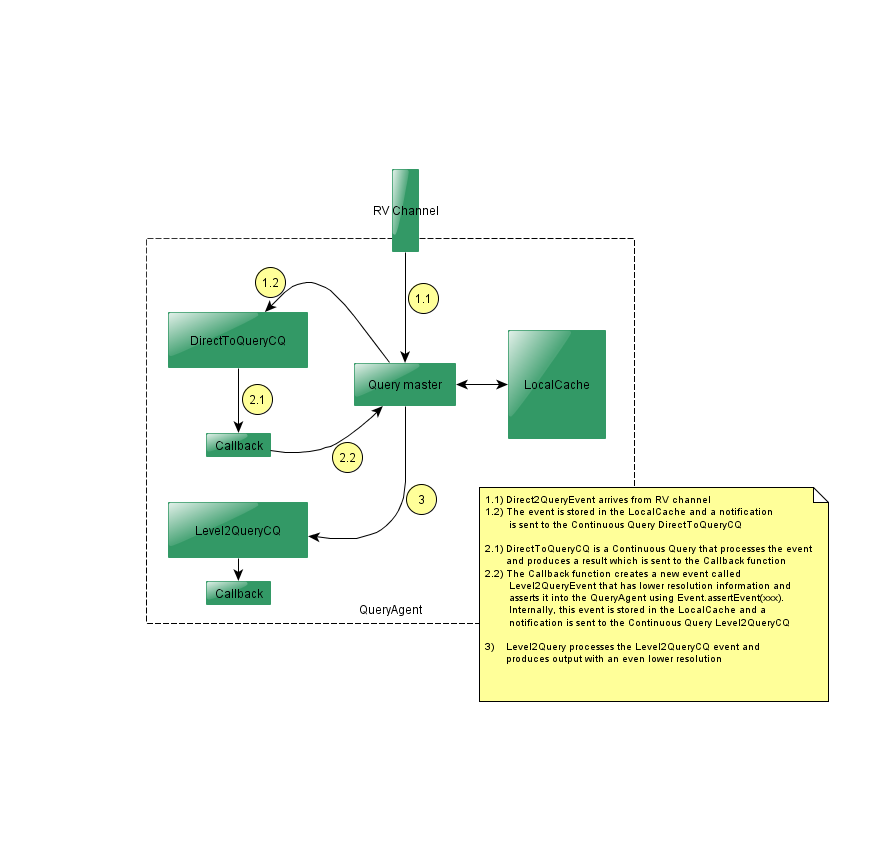 RV Channel
1.2
1.1
DirectToQueryCQ
Query master
LocalCache
2.1
Callback
2.2
3
Level2QueryCQ
Callback
QueryAgent
1.1) Direct2QueryEvent arrives from RV channel
1.2) The event is stored in the LocalCache and a notification
is sent to the Continuous Query DirectToQueryCQ
2.1) DirectToQueryCQ is a Continuous Query that processes the event
and produces a result which is sent to the Callback function
2.2) The Callback function creates a new event called
Level2QueryEvent that has lower resolution information and
asserts it into the QueryAgent using Event.assertEvent(xxx).
Internally, this event is stored in the LocalCache and a
notification is sent to the Continuous Query Level2QueryCQ
3) Level2Query processes the Level2QueryCQ event and
produces output with an even lower resolution